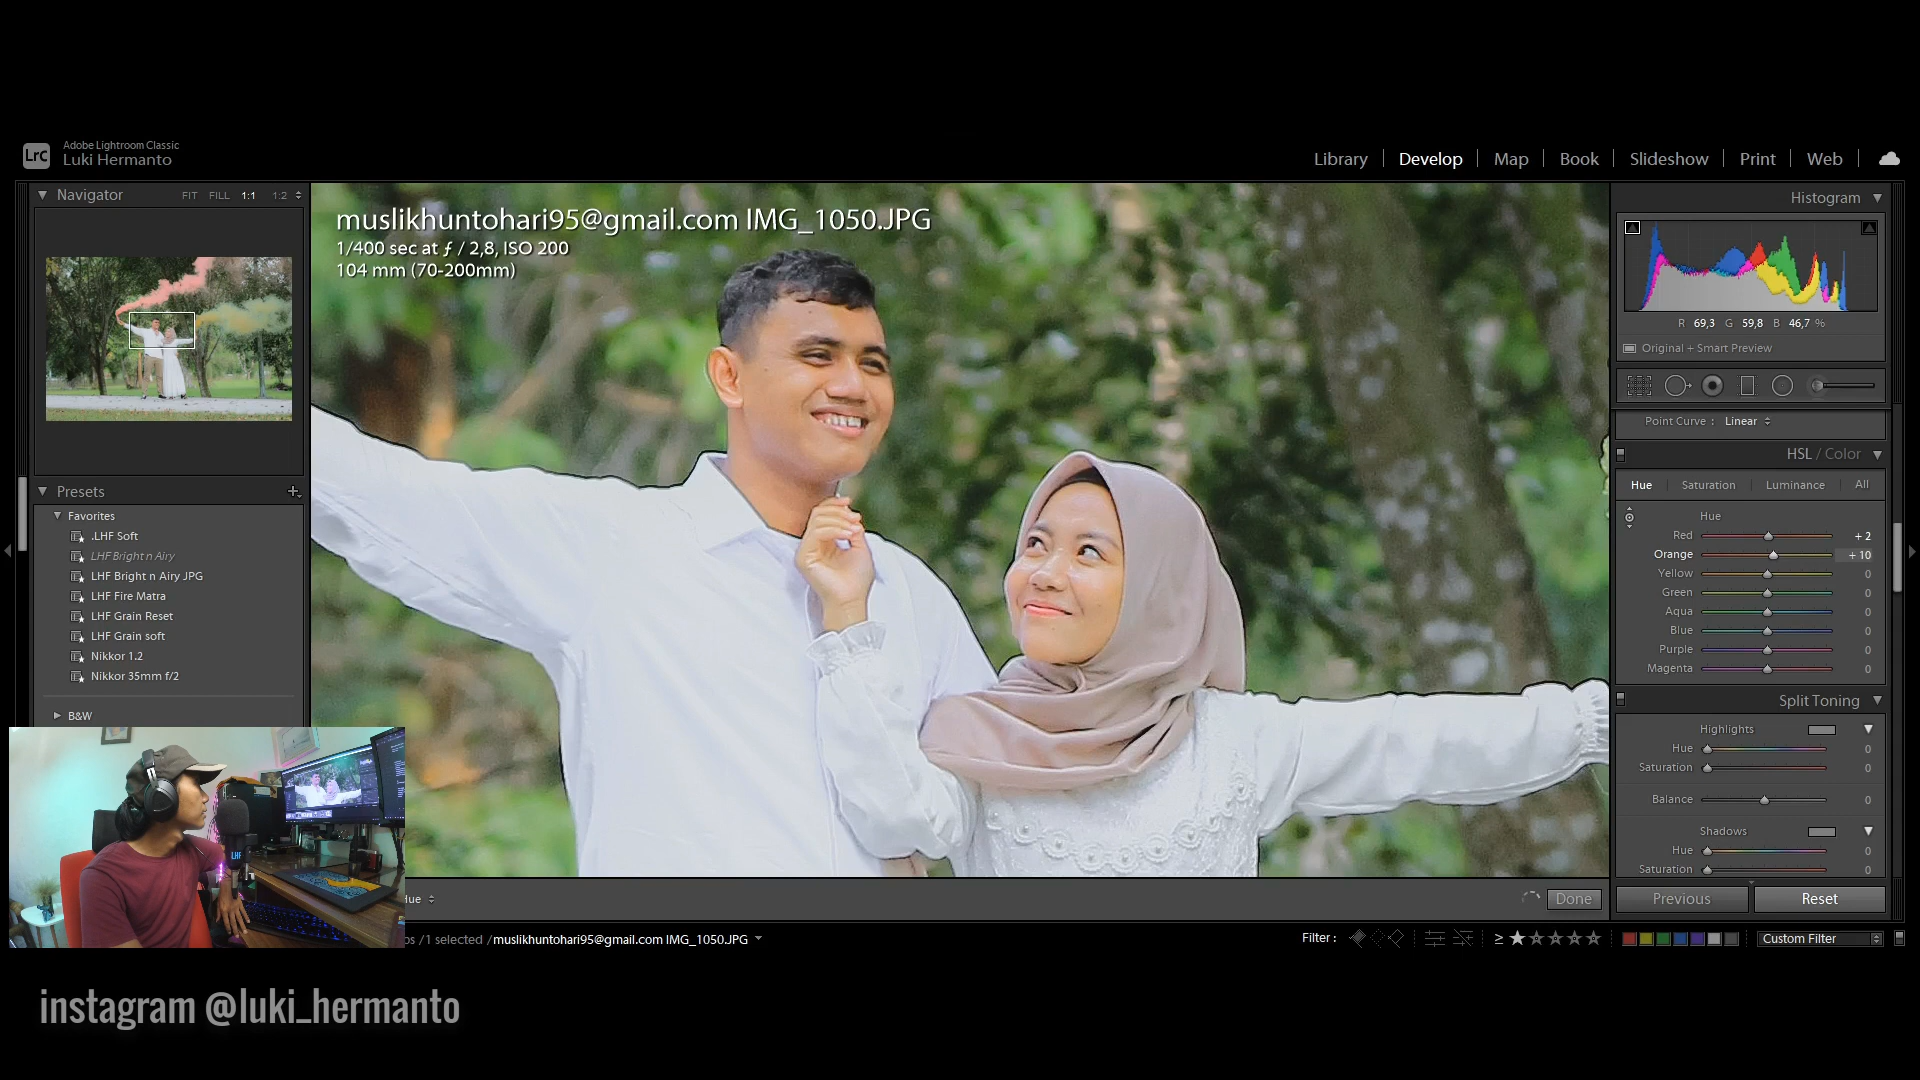 LrC
Adobe Lightroom Classic
Luki Hermanto
Library
Develop
Map
Book
Slideshow
Print
Web
Navigator
FIT FILL 1:1 1:2
muslikhuntohari95@gmail.com IMG_1050.JPG
1/400 sec at ƒ / 2,8, ISO 200
104 mm (70-200mm)
Presets
Favorites
.LHF Soft
LHF Bright n Airy
LHF Bright n Airy JPG
LHF Fire Matra
LHF Grain Reset
LHF Grain soft
Nikkor 1.2
Nikkor 35mm f/2
B&W
LHF
Histogram
R 69,3 G 59,8 B 46,7 %
Original + Smart Preview
Point Curve : Linear
HSL / Color
Hue Saturation Luminance All
Hue
Red + 2
Orange + 10
Yellow 0
Green 0
Aqua 0
Blue 0
Purple 0
Magenta 0
Split Toning
Highlights
Hue 0
Saturation 0
Balance 0
Shadows
Hue 0
Saturation 0
Previous
Reset
Done
/1 selected /muslikhuntohari95@gmail.com IMG_1050.JPG
Filter :
≥
Custom Filter
instagram @luki_hermanto